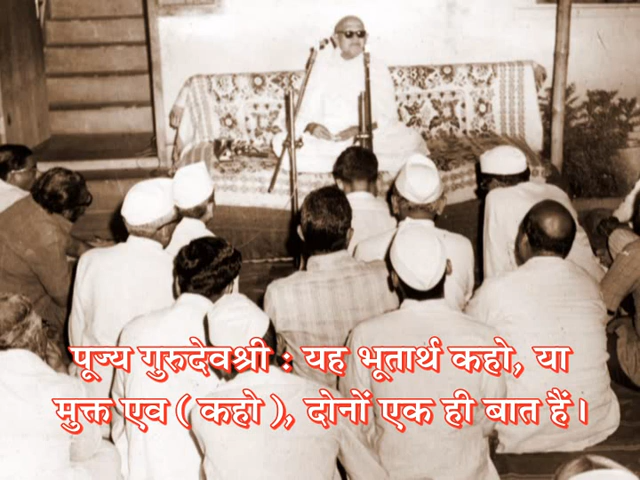 पूज्य गुरुदेवश्री : यह भूतार्थ कहो, या
मुक्त एव ( कहो ), दोनों एक ही बात हैं।